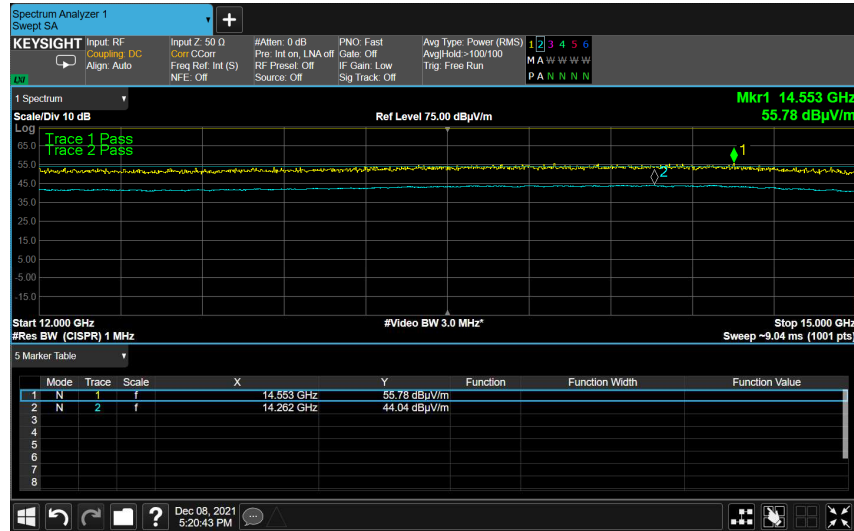 Spectrum Analyzer 1
Swept SA
+
KEYSIGHT
LXI
Input: RF
Coupling: DC
Align: Auto
Input Z: 50 Ω
Corr CCorr
Freq Ref: Int (S)
NFE: Off
#Atten: 0 dB
Pre: Int on, LNA off
RF Presel: Off
Source: Off
PNO: Fast
Gate: Off
IF Gain: Low
Sig Track: Off
Avg Type: Power (RMS)
Avg|Hold:>100/100
Trig: Free Run
1 2 3 4 5 6
M A W W W W
P A N N N N
1 Spectrum
Mkr1 14.553 GHz
Scale/Div 10 dB
Ref Level 75.00 dBµV/m
55.78 dBµV/m
Log
Trace 1 Pass
Trace 2 Pass
65.0
55.0
45.0
35.0
25.0
15.0
5.00
-5.00
-15.0
1
2
Start 12.000 GHz
#Video BW 3.0 MHz*
Stop 15.000 GHz
#Res BW (CISPR) 1 MHz
Sweep ~9.04 ms (1001 pts)
5 Marker Table
Mode Trace Scale X Y Function Function Width Function Value
1 N 1 f 14.553 GHz 55.78 dBµV/m
2 N 2 f 14.262 GHz 44.04 dBµV/m
3
4
5
6
7
8
?
Dec 08, 2021
5:20:43 PM